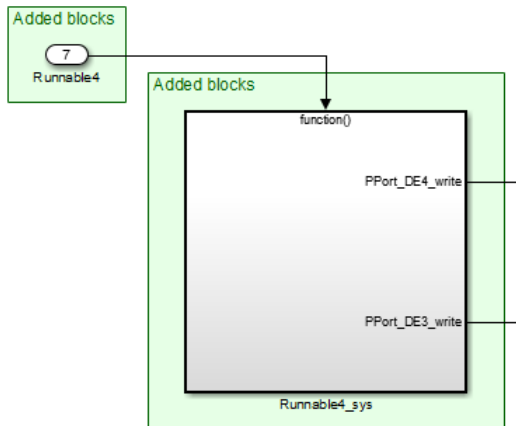 Added blocks
7
Runnable4
Added blocks
function()
PPort_DE4_write
PPort_DE3_write
Runnable4_sys